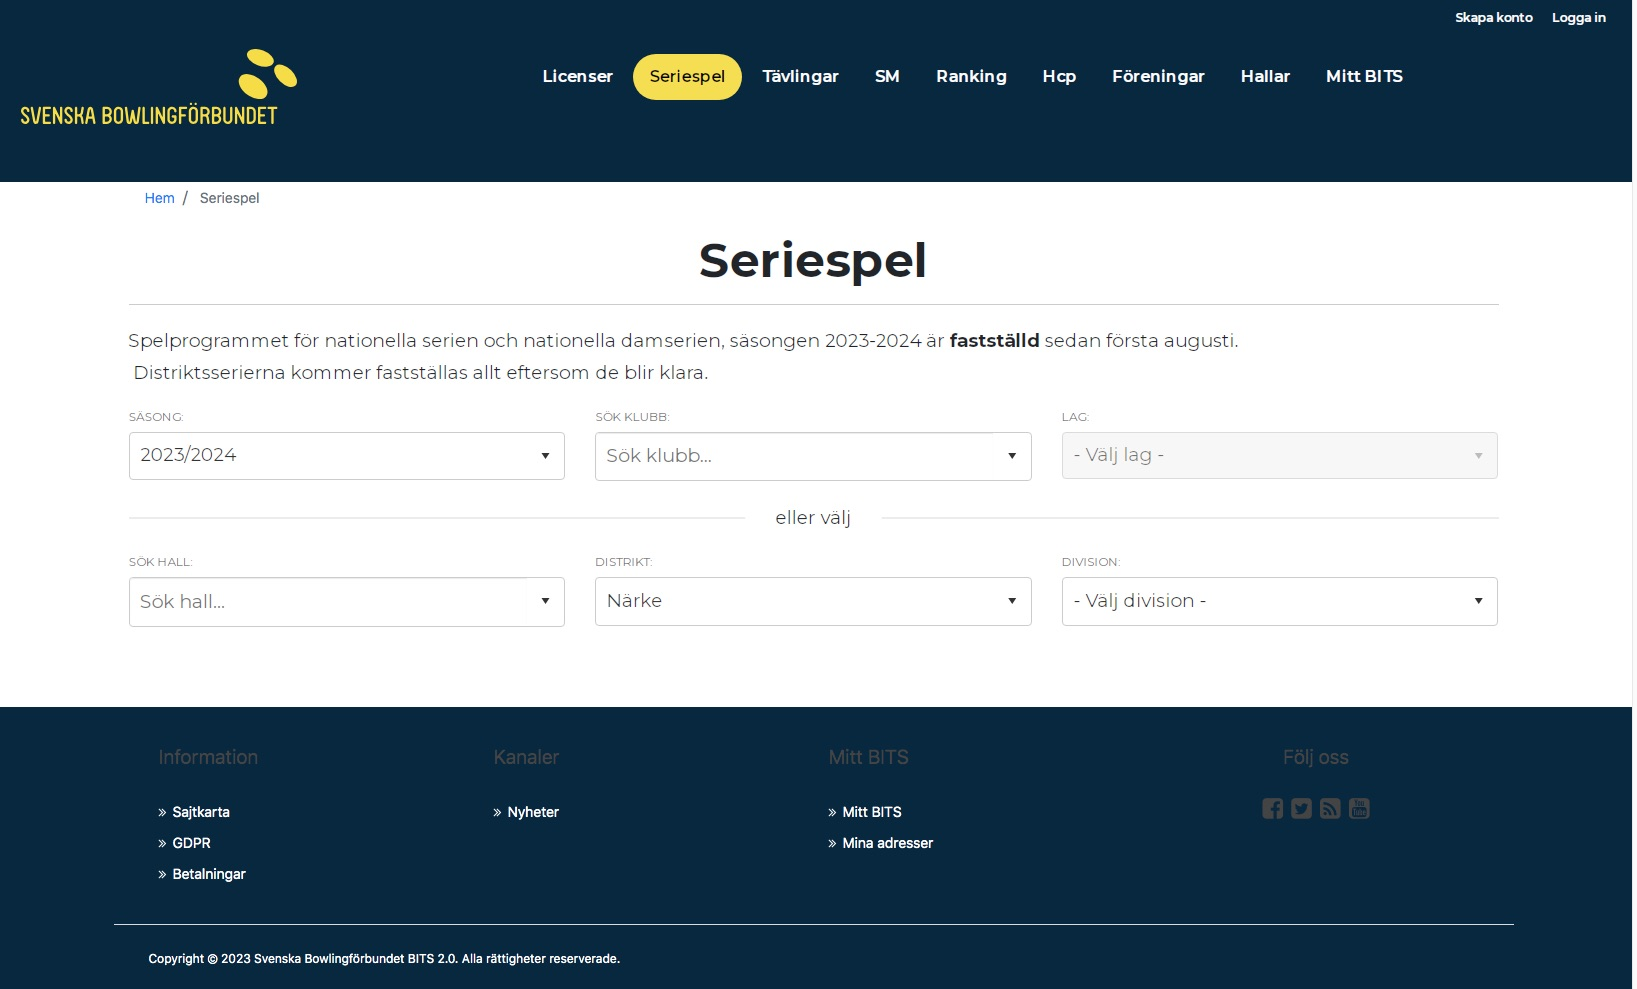 Skapa konto Logga in
SVENSKA BOWLINGFÖRBUNDET
Licenser Seriespel Tävlingar SM Ranking Hcp Föreningar Hallar Mitt BITS
Hem / Seriespel
Seriespel
Spelprogrammet för nationella serien och nationella damserien, säsongen 2023-2024 är fastställd sedan första augusti.
Distriktsserierna kommer fastställas allt eftersom de blir klara.
SÄSONG: SÖK KLUBB: LAG:
2023/2024 Sök klubb... - Välj lag -
eller välj
SÖK HALL: DISTRIKT: DIVISION:
Sök hall... Närke - Välj division -
Information Kanaler Mitt BITS Följ oss
» Sajtkarta » Nyheter » Mitt BITS
» GDPR » Mina adresser
» Betalningar
Copyright © 2023 Svenska Bowlingförbundet BITS 2.0. Alla rättigheter reserverade.